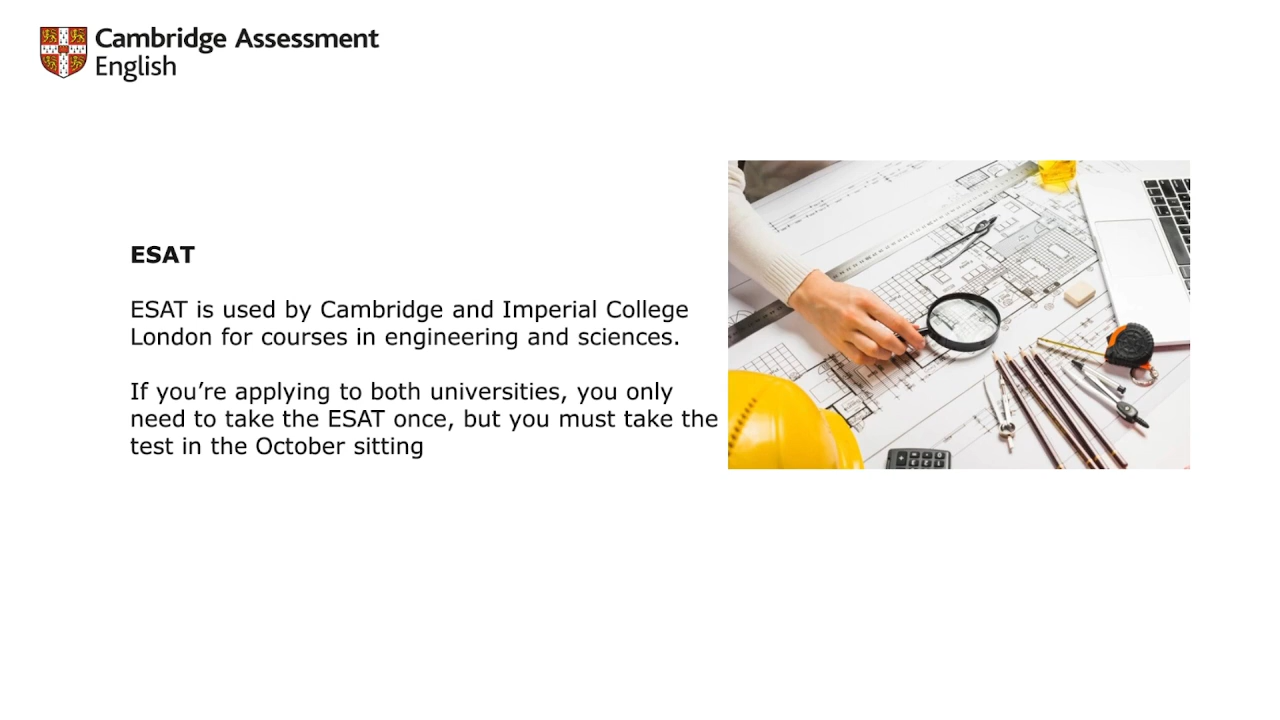 Cambridge Assessment
English
ESAT
ESAT is used by Cambridge and Imperial College
London for courses in engineering and sciences.
If you’re applying to both universities, you only
need to take the ESAT once, but you must take the
test in the October sitting